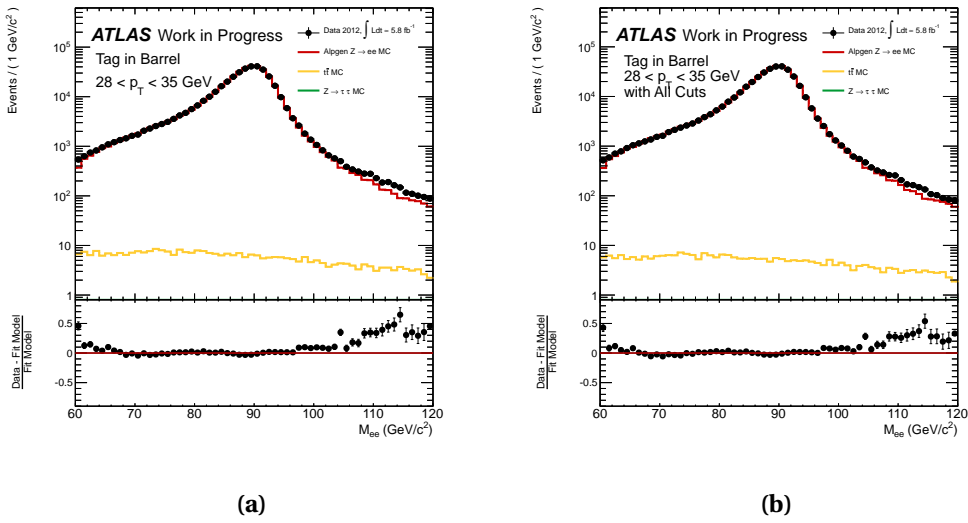 ATLAS Work in Progress
Tag in Barrel
28 < p_T < 35 GeV
Data 2012, ∫ Ldt = 5.8 fb⁻¹
Alpgen Z → ee MC
tt̄ MC
Z → τ τ MC
Events / ( 1 GeV/c² )
10⁵
10⁴
10³
10²
10
1
Data - Fit Model
Fit Model
0.5
0
-0.5
60 70 80 90 100 110 120
M_ee (GeV/c²)
(a)
ATLAS Work in Progress
Tag in Barrel
28 < p_T < 35 GeV
with All Cuts
Data 2012, ∫ Ldt = 5.8 fb⁻¹
Alpgen Z → ee MC
tt̄ MC
Z → τ τ MC
Events / ( 1 GeV/c² )
10⁵
10⁴
10³
10²
10
1
Data - Fit Model
Fit Model
0.5
0
-0.5
60 70 80 90 100 110 120
M_ee (GeV/c²)
(b)